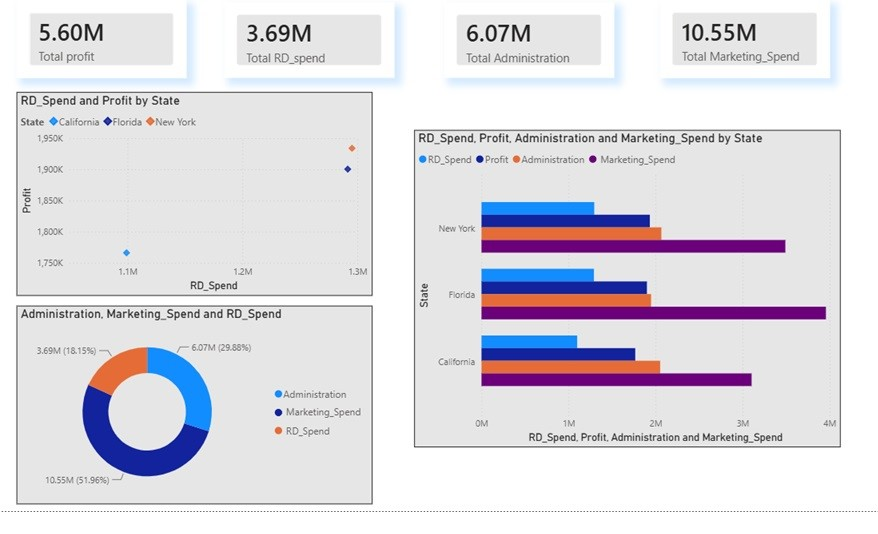 5.60M
Total profit
3.69M
Total RD_spend
6.07M
Total Administration
10.55M
Total Marketing_Spend
RD_Spend and Profit by State
State California Florida New York
1,950K
1,900K
1,850K
1,800K
1,750K
Profit
1.1M 1.2M 1.3M
RD_Spend
Administration, Marketing_Spend and RD_Spend
3.69M (18.15%)
6.07M (29.88%)
10.55M (51.96%)
Administration
Marketing_Spend
RD_Spend
RD_Spend, Profit, Administration and Marketing_Spend by State
RD_Spend Profit Administration Marketing_Spend
New York
Florida
California
State
0M 1M 2M 3M 4M
RD_Spend, Profit, Administration and Marketing_Spend